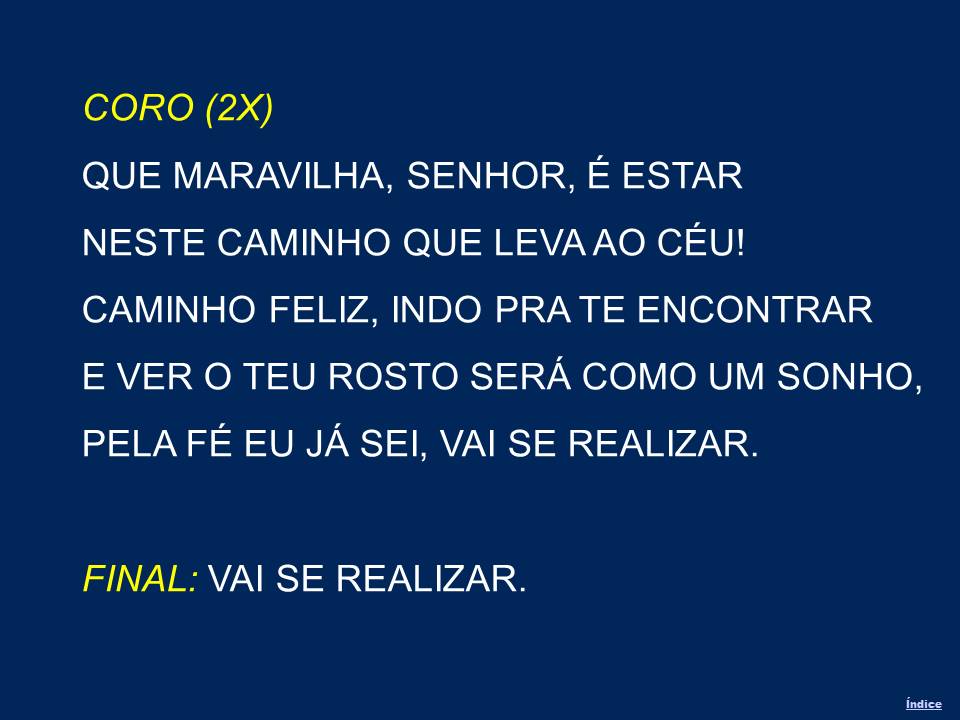 CORO (2X)
QUE MARAVILHA, SENHOR, É ESTAR
NESTE CAMINHO QUE LEVA AO CÉU!
CAMINHO FELIZ, INDO PRA TE ENCONTRAR
E VER O TEU ROSTO SERÁ COMO UM SONHO,
PELA FÉ EU JÁ SEI, VAI SE REALIZAR.
FINAL: VAI SE REALIZAR.
Índice